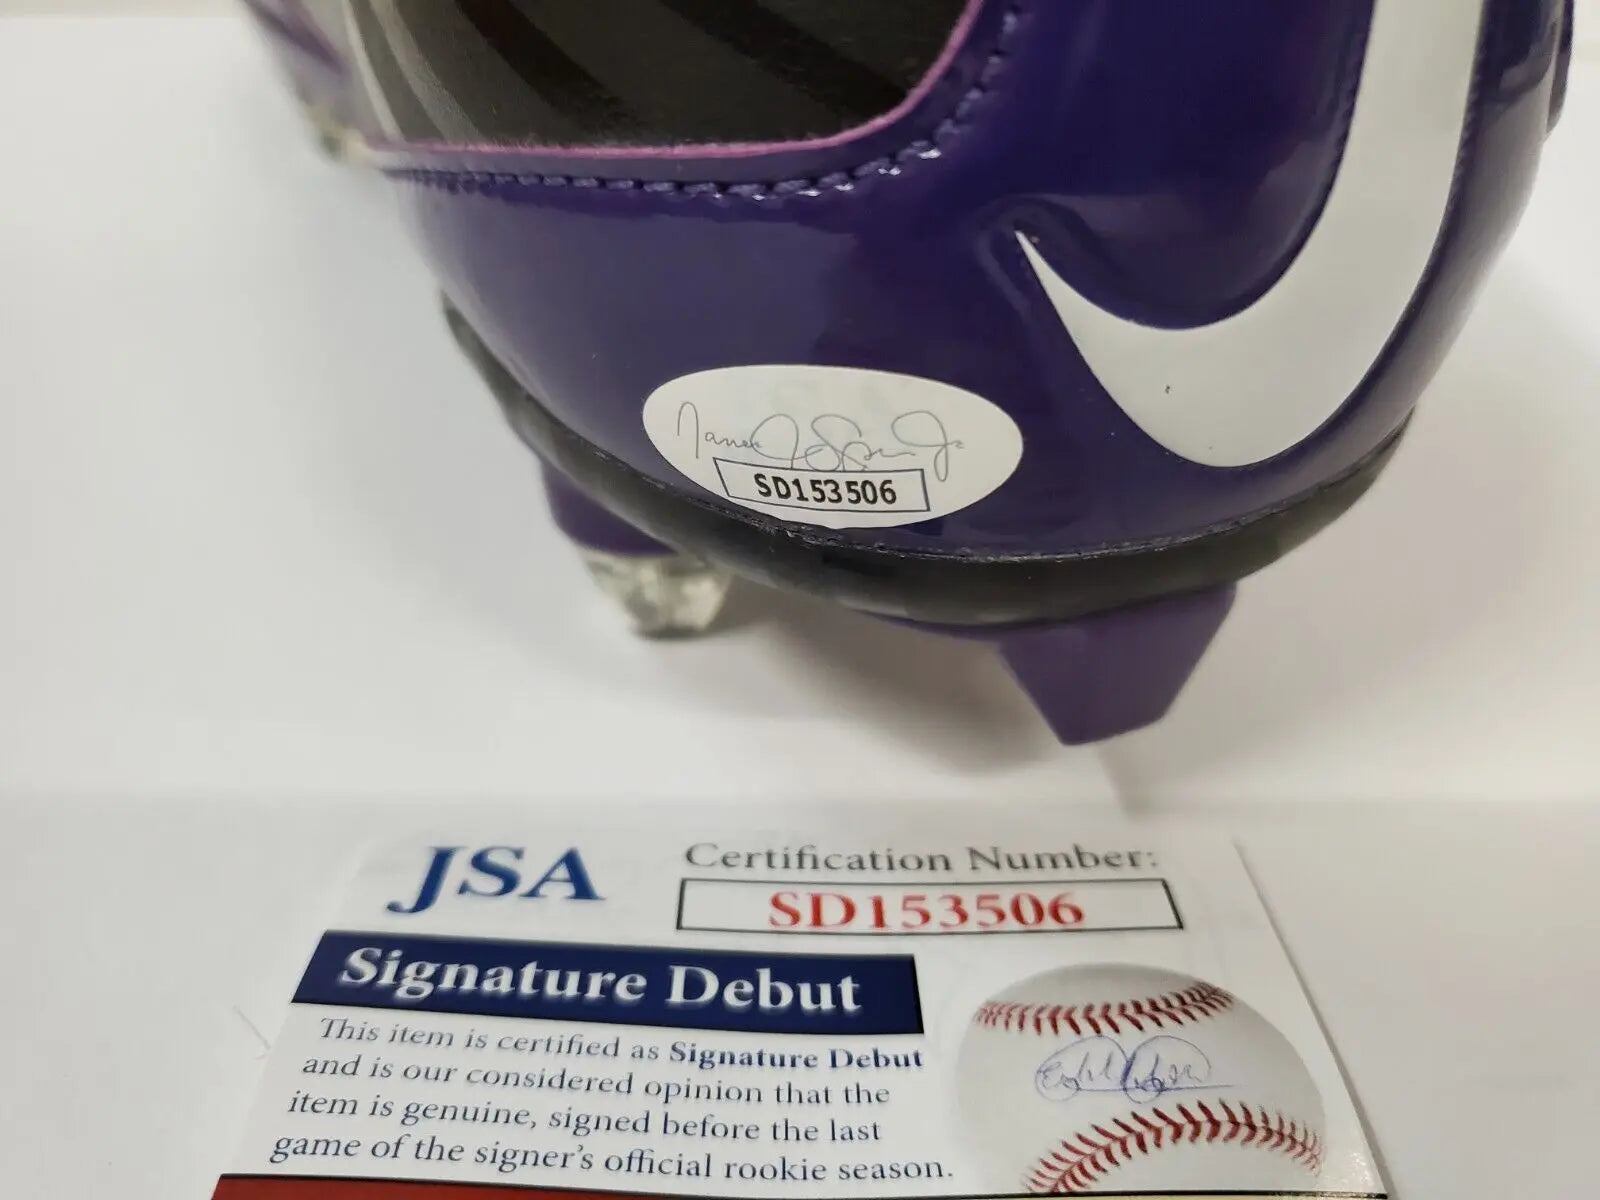 SD153506
JSA
Certification Number:
SD153506
Signature Debut
This item is certified as Signature Debut
and is our considered opinion that the
item is genuine, signed before the last
game of the signer's official rookie season.